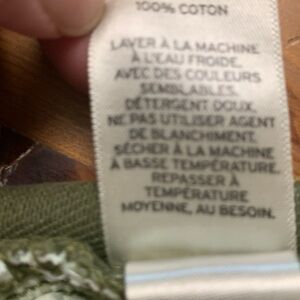 100% COTON
LAVER À LA MACHINE
À L'EAU FROIDE.
AVEC DES COULEURS
SEMBLABLES.
DÉTERGENT DOUX.
NE PAS UTILISER AGENT
DE BLANCHIMENT.
SÉCHER À LA MACHINE
À BASSE TEMPÉRATURE.
REPASSER À
TEMPÉRATURE
MOYENNE, AU BESOIN.